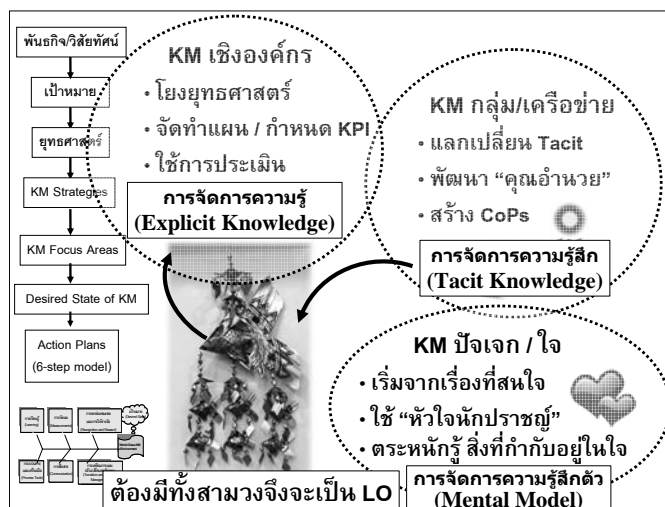 พันธกิจ/วิสัยทัศน์
เป้าหมาย
ยุทธศาสตร์
KM Strategies
KM Focus Areas
Desired State of KM
Action Plans
(6-step model)
KM เชิงองค์กร
• โยงยุทธศาสตร์
• จัดทำแผน / กำหนด KPI
• ใช้การประเมิน
การจัดการความรู้
(Explicit Knowledge)
KM กลุ่ม/เครือข่าย
• แลกเปลี่ยน Tacit
• พัฒนา “คุณอำนวย”
• สร้าง CoPs
การจัดการความรู้สึก
(Tacit Knowledge)
KM ปัจเจก / ใจ
• เริ่มจากเรื่องที่สนใจ
• ใช้ “หัวใจนักปราชญ์”
• ตระหนักรู้ สิ่งที่กำกับอยู่ในใจ
การจัดการความรู้สึกตัว
(Mental Model)
ต้องมีทั้งสามวงจึงจะเป็น LO